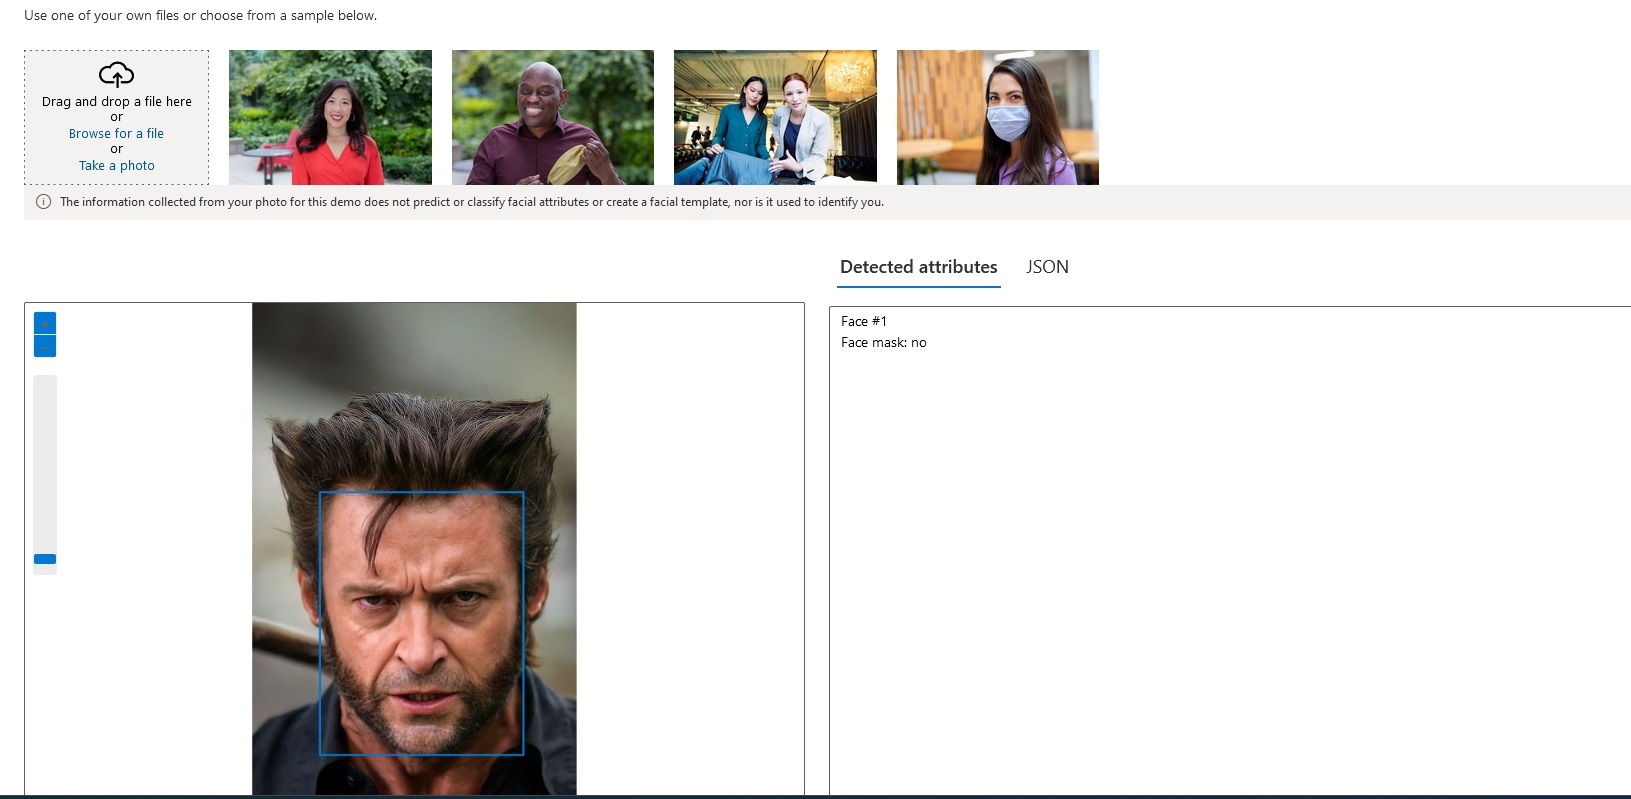 Use one of your own files or choose from a sample below.
Drag and drop a file here
or
Browse for a file
or
Take a photo
The information collected from your photo for this demo does not predict or classify facial attributes or create a facial template, nor is it used to identify you.
Detected attributes
JSON
Face #1
Face mask: no